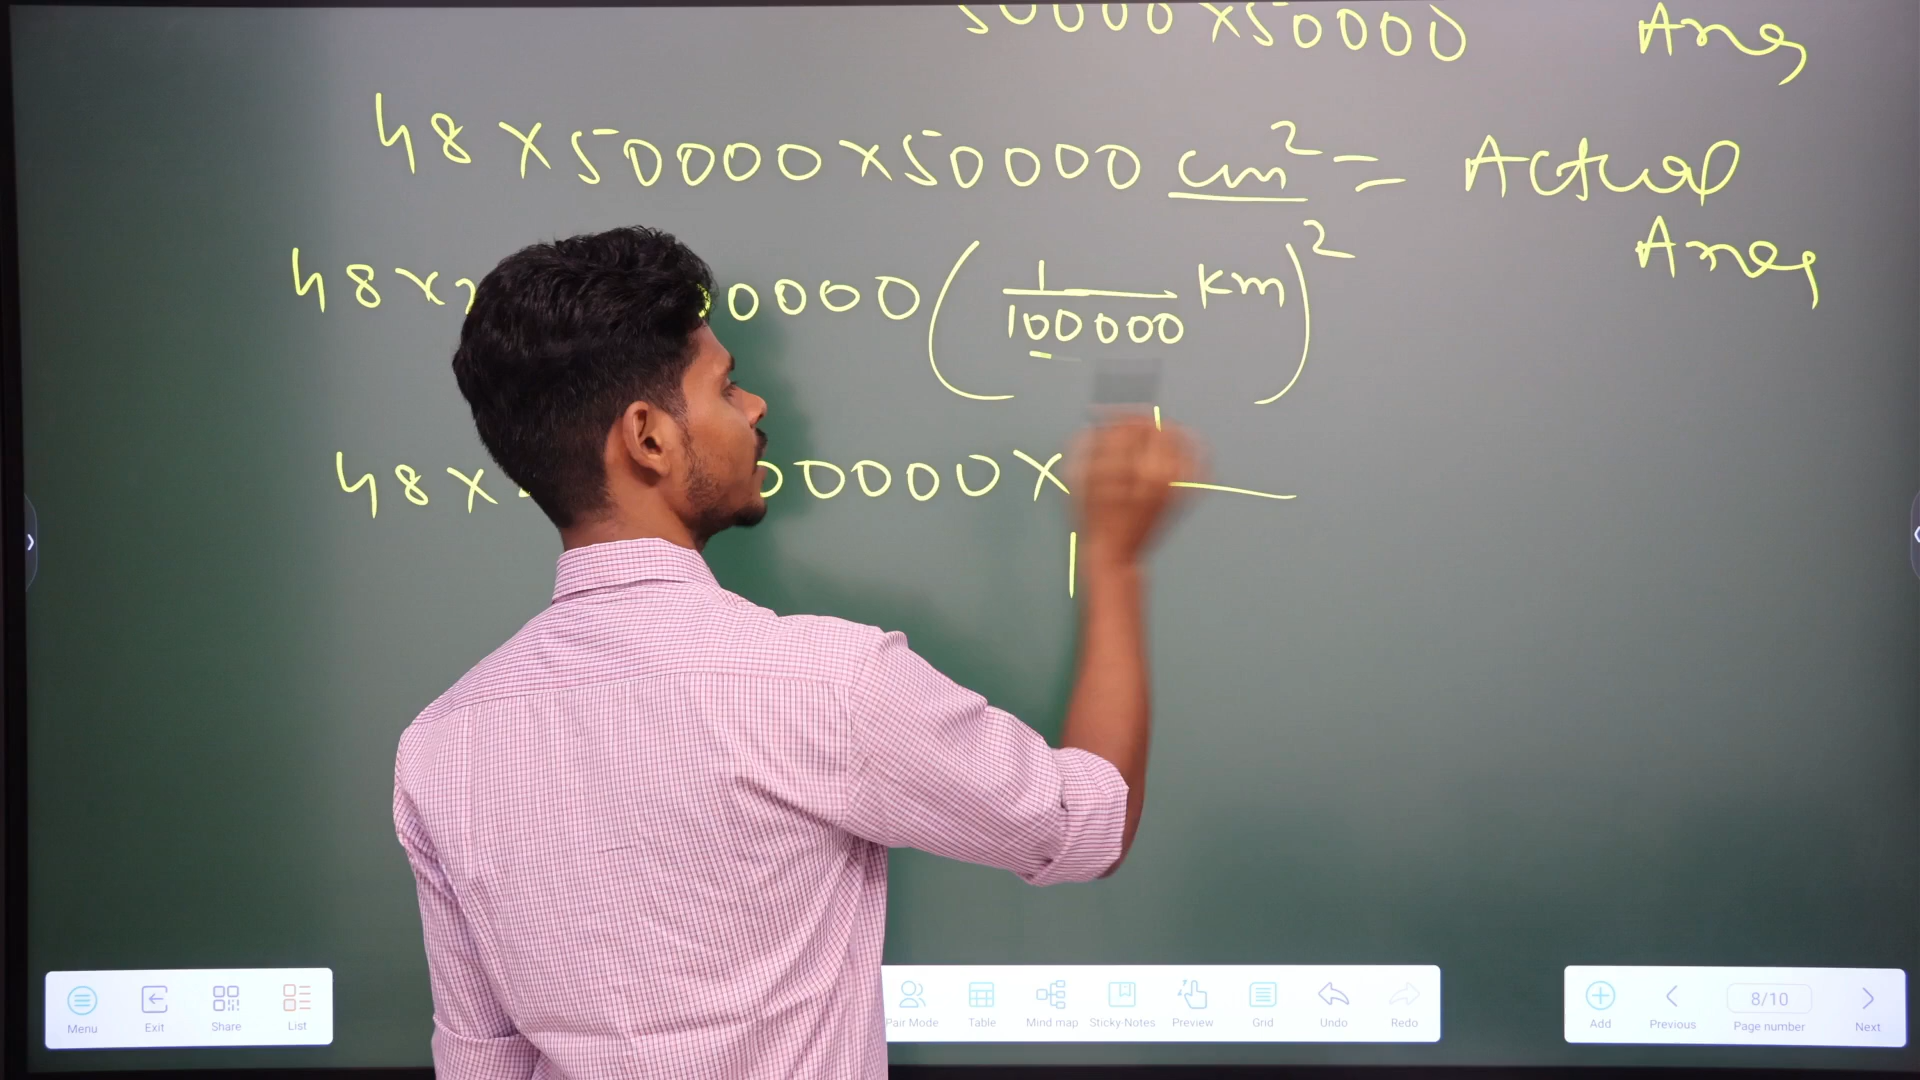 50000 × 50000 Area
48 × 50000 × 50000 cm² = Actual
Area
48 × 0000 ( 1/100000 km )²
48 × 00000 × 1
1
Menu Exit Share List
Pair Mode Table Mind map Sticky-Notes Preview Grid Undo Redo
Add Previous 8/10 Page number Next